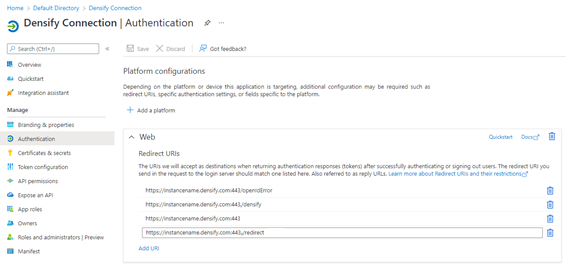 Home > Default Directory > Densify Connection
Densify Connection | Authentication
Search (Ctrl+/)
Save
Discard
Got feedback?
Overview
Quickstart
Integration assistant
Manage
Branding & properties
Authentication
Certificates & secrets
Token configuration
API permissions
Expose an API
App roles
Owners
Roles and administrators | Preview
Manifest
Platform configurations
Depending on the platform or device this application is targeting, additional configuration may be required such as
redirect URIs, specific authentication settings, or fields specific to the platform.
Add a platform
Web
Quickstart
Docs
Redirect URIs
The URIs we will accept as destinations when returning authentication responses (tokens) after successfully authenticating or signing out users. The redirect URI you
send in the request to the login server should match one listed here. Also referred to as reply URLs. Learn more about Redirect URIs and their restrictions
https://instancename.densify.com:443/openidError
https://instancename.densify.com:443,/densify
https://instancename.densify.com:443
https://instancename.densify.com:443,/redirect
Add URI